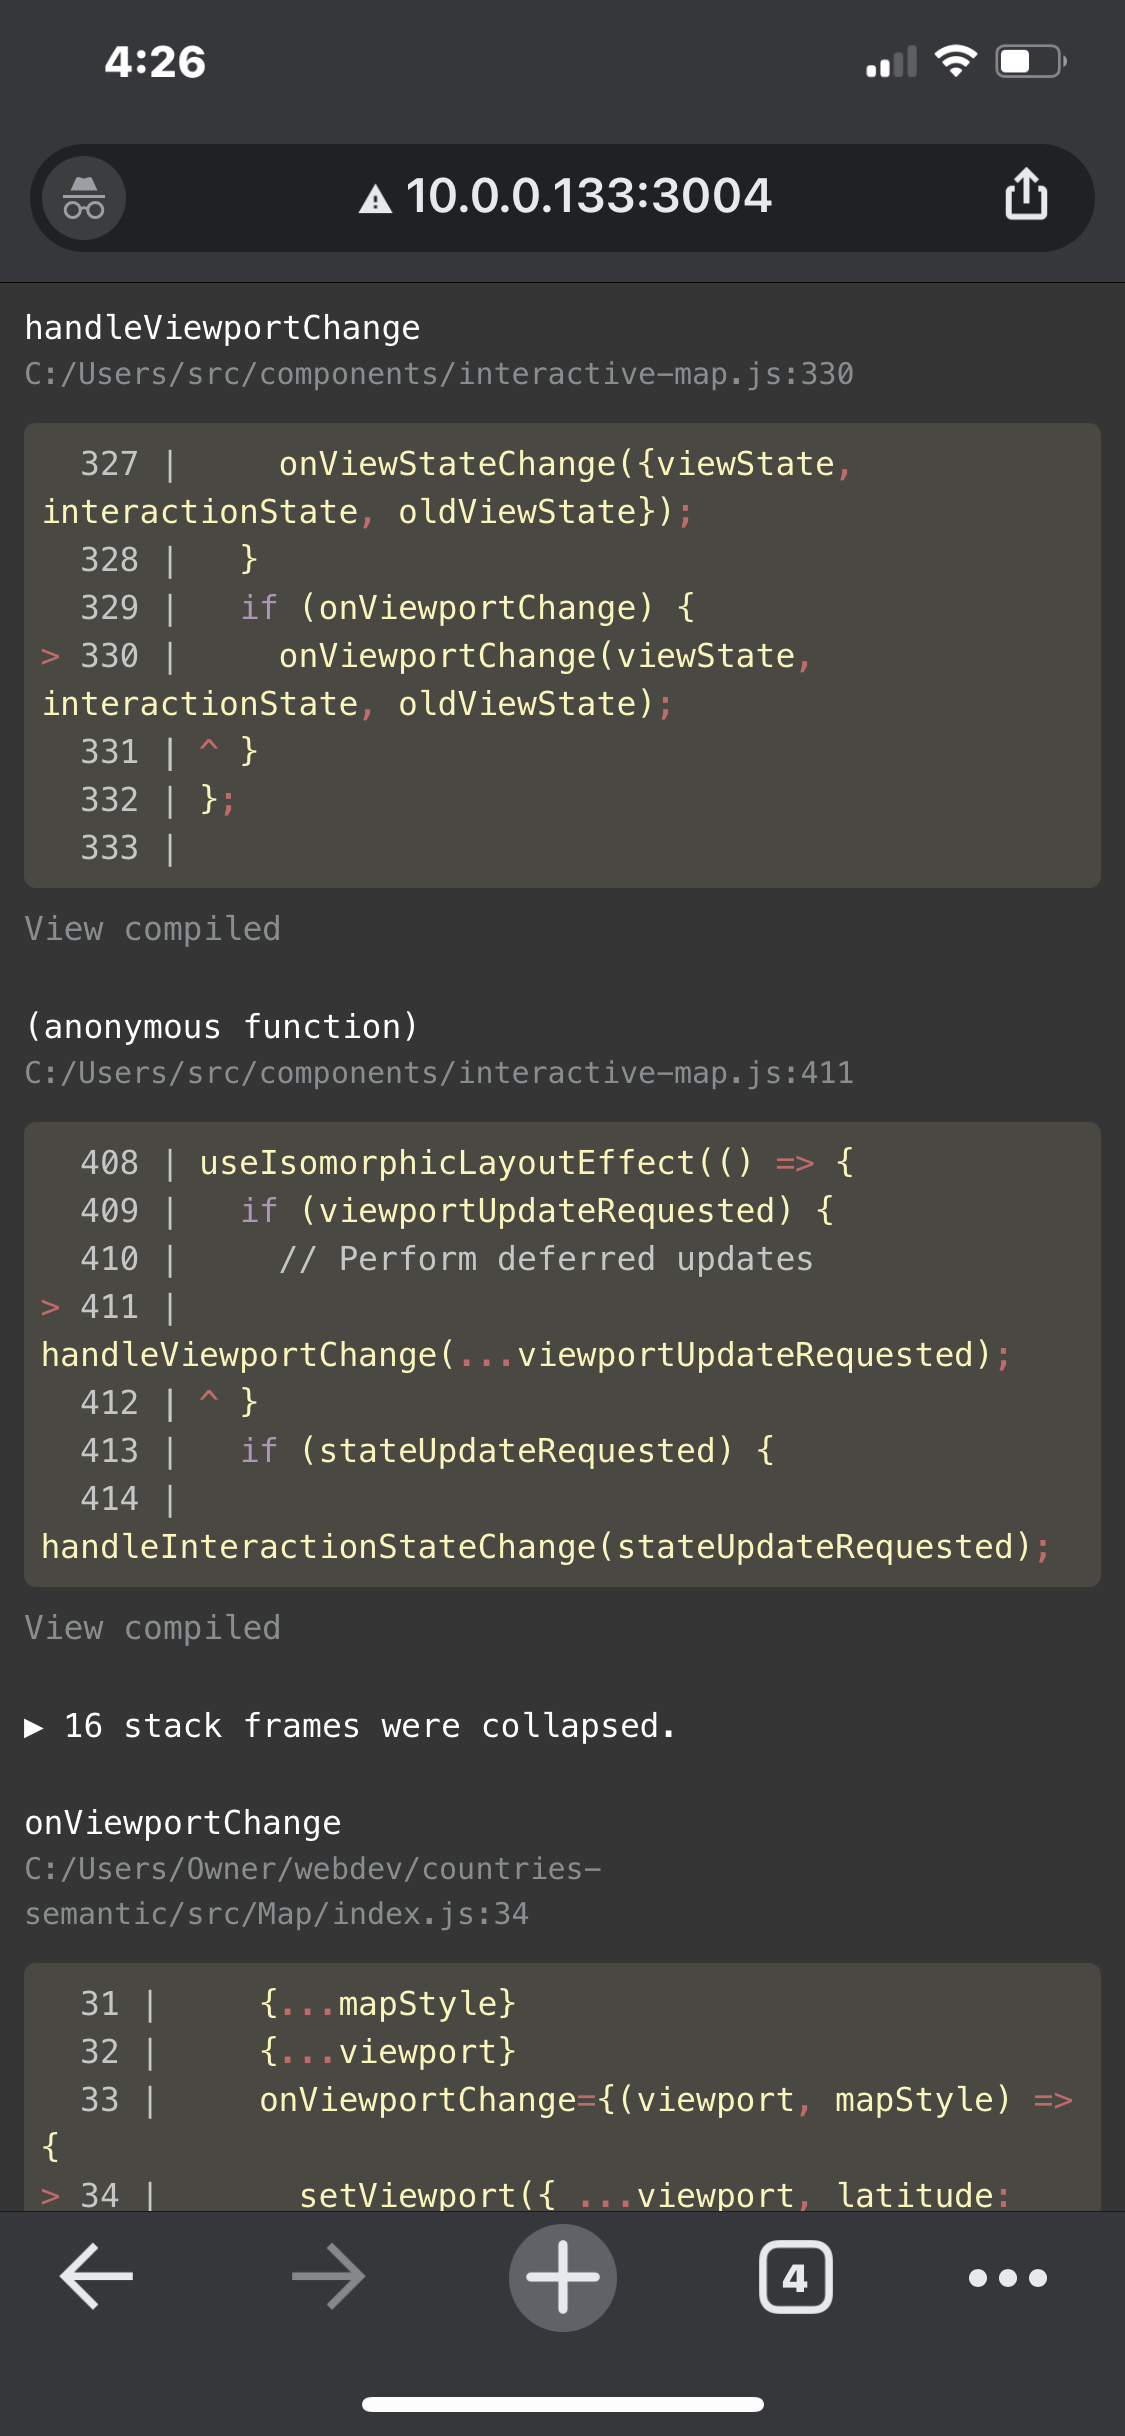 4:26
10.0.0.133:3004
handleViewportChange
C:/Users/src/components/interactive-map.js:330
327 |     onViewStateChange({viewState,
interactionState, oldViewState});
328 |   }
329 |   if (onViewportChange) {
> 330 |     onViewportChange(viewState,
interactionState, oldViewState);
331 | ^ }
332 | };
333 |
View compiled
(anonymous function)
C:/Users/src/components/interactive-map.js:411
408 | useIsomorphicLayoutEffect(() => {
409 |   if (viewportUpdateRequested) {
410 |     // Perform deferred updates
> 411 |
handleViewportChange(...viewportUpdateRequested);
412 | ^ }
413 |   if (stateUpdateRequested) {
414 |
handleInteractionStateChange(stateUpdateRequested);
View compiled
▶ 16 stack frames were collapsed.
onViewportChange
C:/Users/Owner/webdev/countries-
semantic/src/Map/index.js:34
31 |     {...mapStyle}
32 |     {...viewport}
33 |     onViewportChange={(viewport, mapStyle) =>
{
> 34 |       setViewport({ ...viewport, latitude:
4